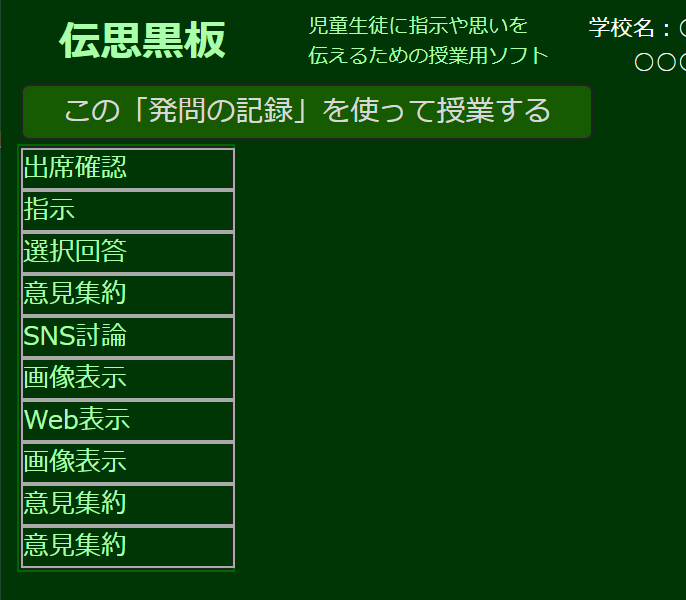 伝思黒板
児童生徒に指示や思いを
伝えるための授業用ソフト
学校名：○
○○○
この「発問の記録」を使って授業する
出席確認
指示
選択回答
意見集約
SNS討論
画像表示
Web表示
画像表示
意見集約
意見集約